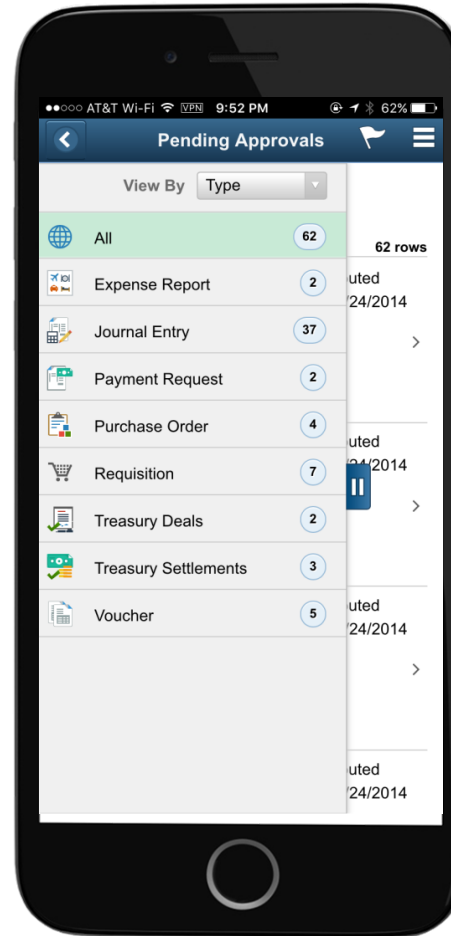 AT&T Wi-Fi VPN 9:52 PM 62%
Pending Approvals
View By Type
All 62
62 rows
Expense Report 2
uted
/24/2014
Journal Entry 37
Payment Request 2
Purchase Order 4
uted
/24/2014
Requisition 7
Treasury Deals 2
Treasury Settlements 3
Voucher 5
uted
/24/2014
uted
/24/2014